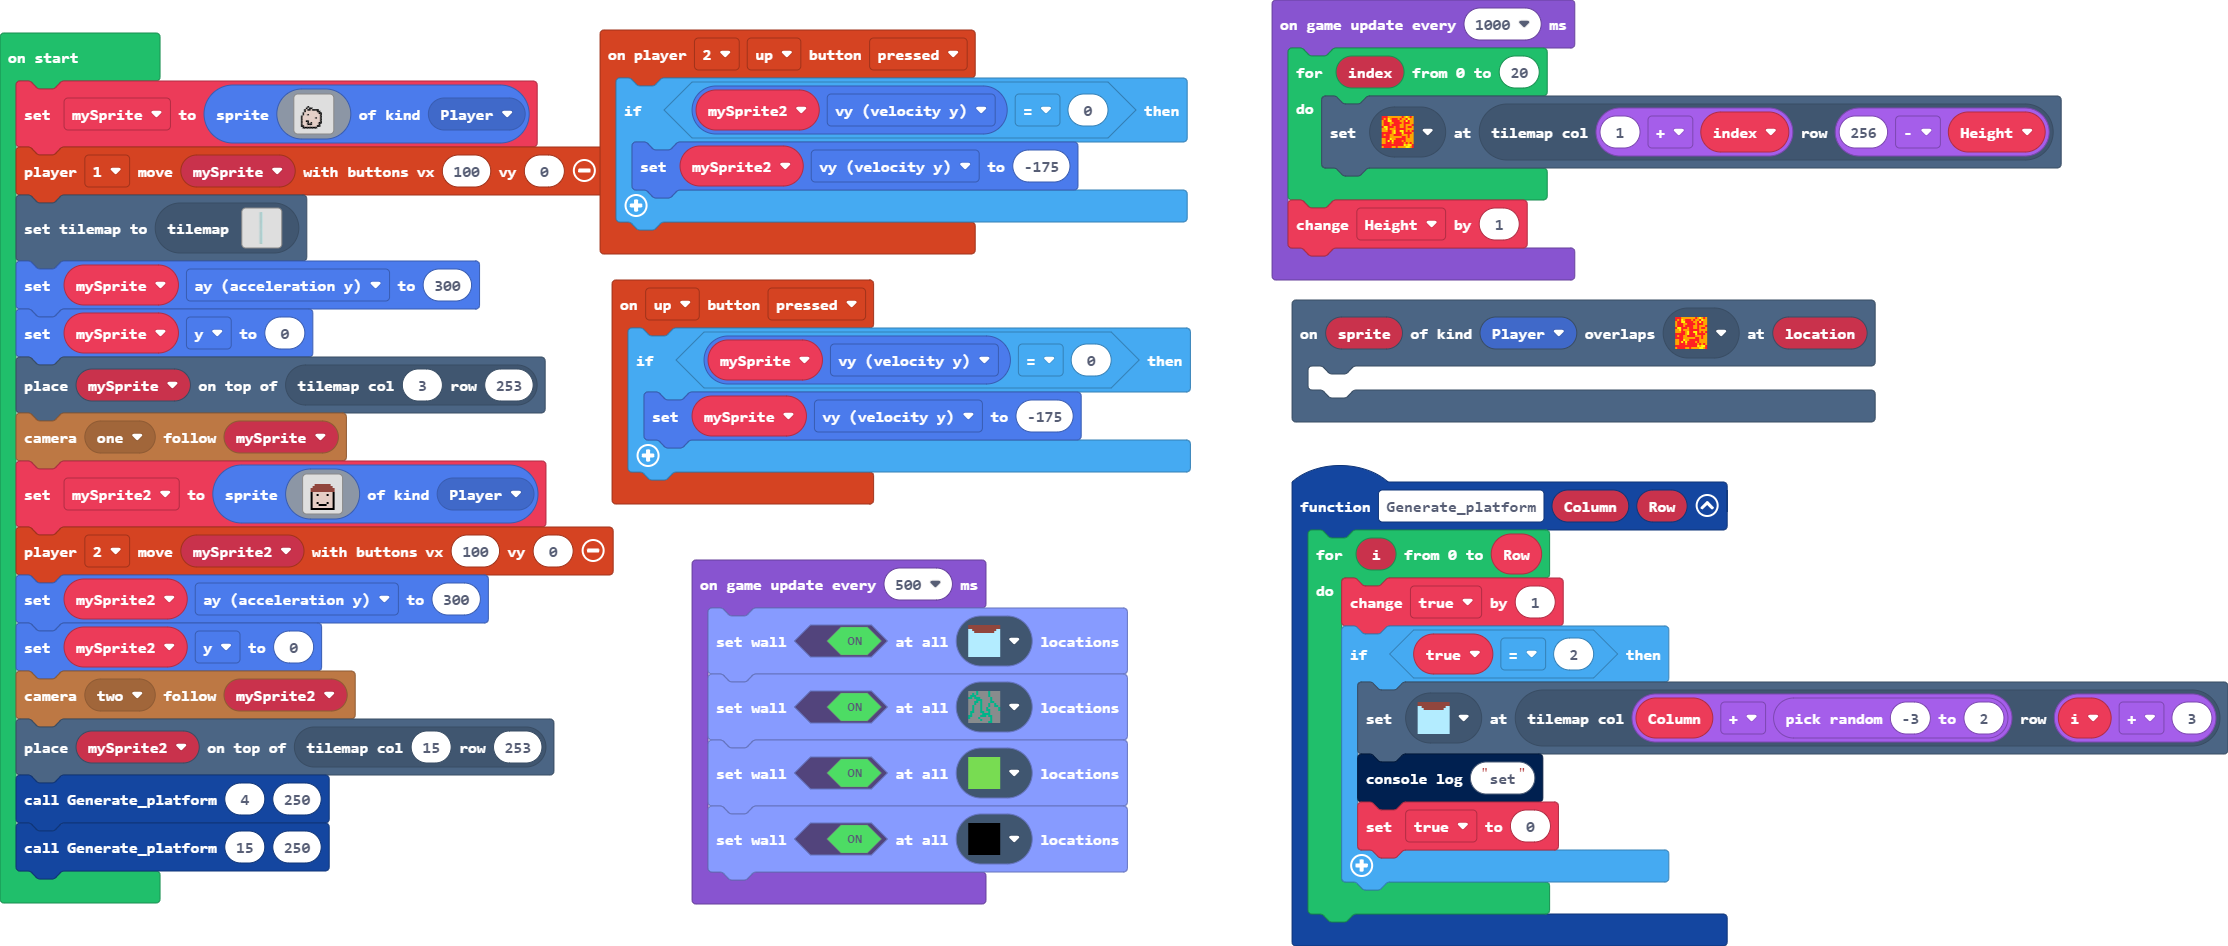 on start
set mySprite to sprite of kind Player
player 1 move mySprite with buttons vx 100 vy 0
set tilemap to tilemap
set mySprite ay (acceleration y) to 300
set mySprite y to 0
place mySprite on top of tilemap col 3 row 253
camera one follow mySprite
set mySprite2 to sprite of kind Player
player 2 move mySprite2 with buttons vx 100 vy 0
set mySprite2 ay (acceleration y) to 300
set mySprite2 y to 0
camera two follow mySprite2
place mySprite2 on top of tilemap col 15 row 253
call Generate_platform 4 250
call Generate_platform 15 250
on player 2 up button pressed
if mySprite2 vy (velocity y) = 0 then
set mySprite2 vy (velocity y) to -175
on up button pressed
if mySprite vy (velocity y) = 0 then
set mySprite vy (velocity y) to -175
on game update every 500 ms
set wall ON at all locations
set wall ON at all locations
set wall ON at all locations
set wall ON at all locations
on game update every 1000 ms
for index from 0 to 20
do
set at tilemap col 1 + index row 256 - Height
change Height by 1
on sprite of kind Player overlaps at location
function Generate_platform Column Row
for i from 0 to Row
do
change true by 1
if true = 2 then
set at tilemap col Column + pick random -3 to 2 row i + 3
console log "set"
set true to 0